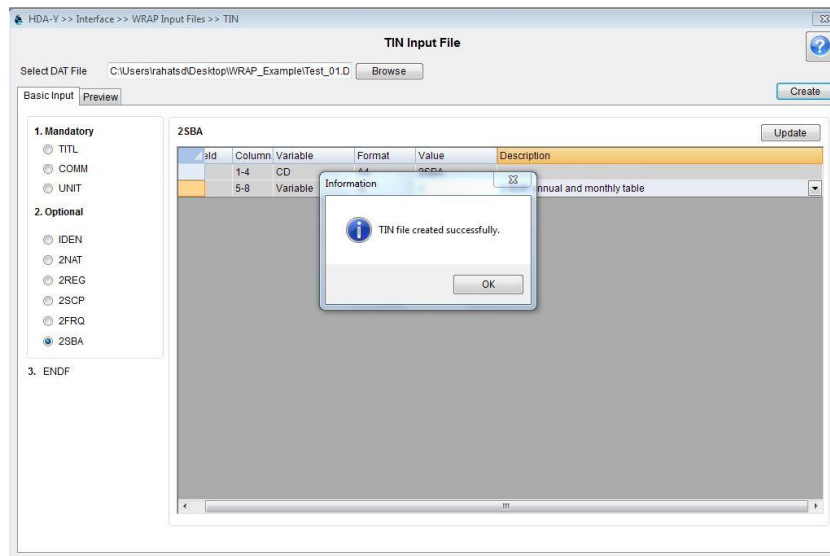 HDA-Y >> Interface >> WRAP Input Files >> TIN
TIN Input File
Select DAT File C:\Users\rahatsd\Desktop\WRAP_Example\Test_01.D Browse
Create
Basic Input Preview
1. Mandatory
TITL
COMM
UNIT
2. Optional
IDEN
2NAT
2REG
2SCP
2FRQ
2SBA
3. ENDF
2SBA Update
eld Column Variable Format Value Description
1-4 CD A4 2SBA
5-8 Variable nnual and monthly table
Information
TIN file created successfully.
OK